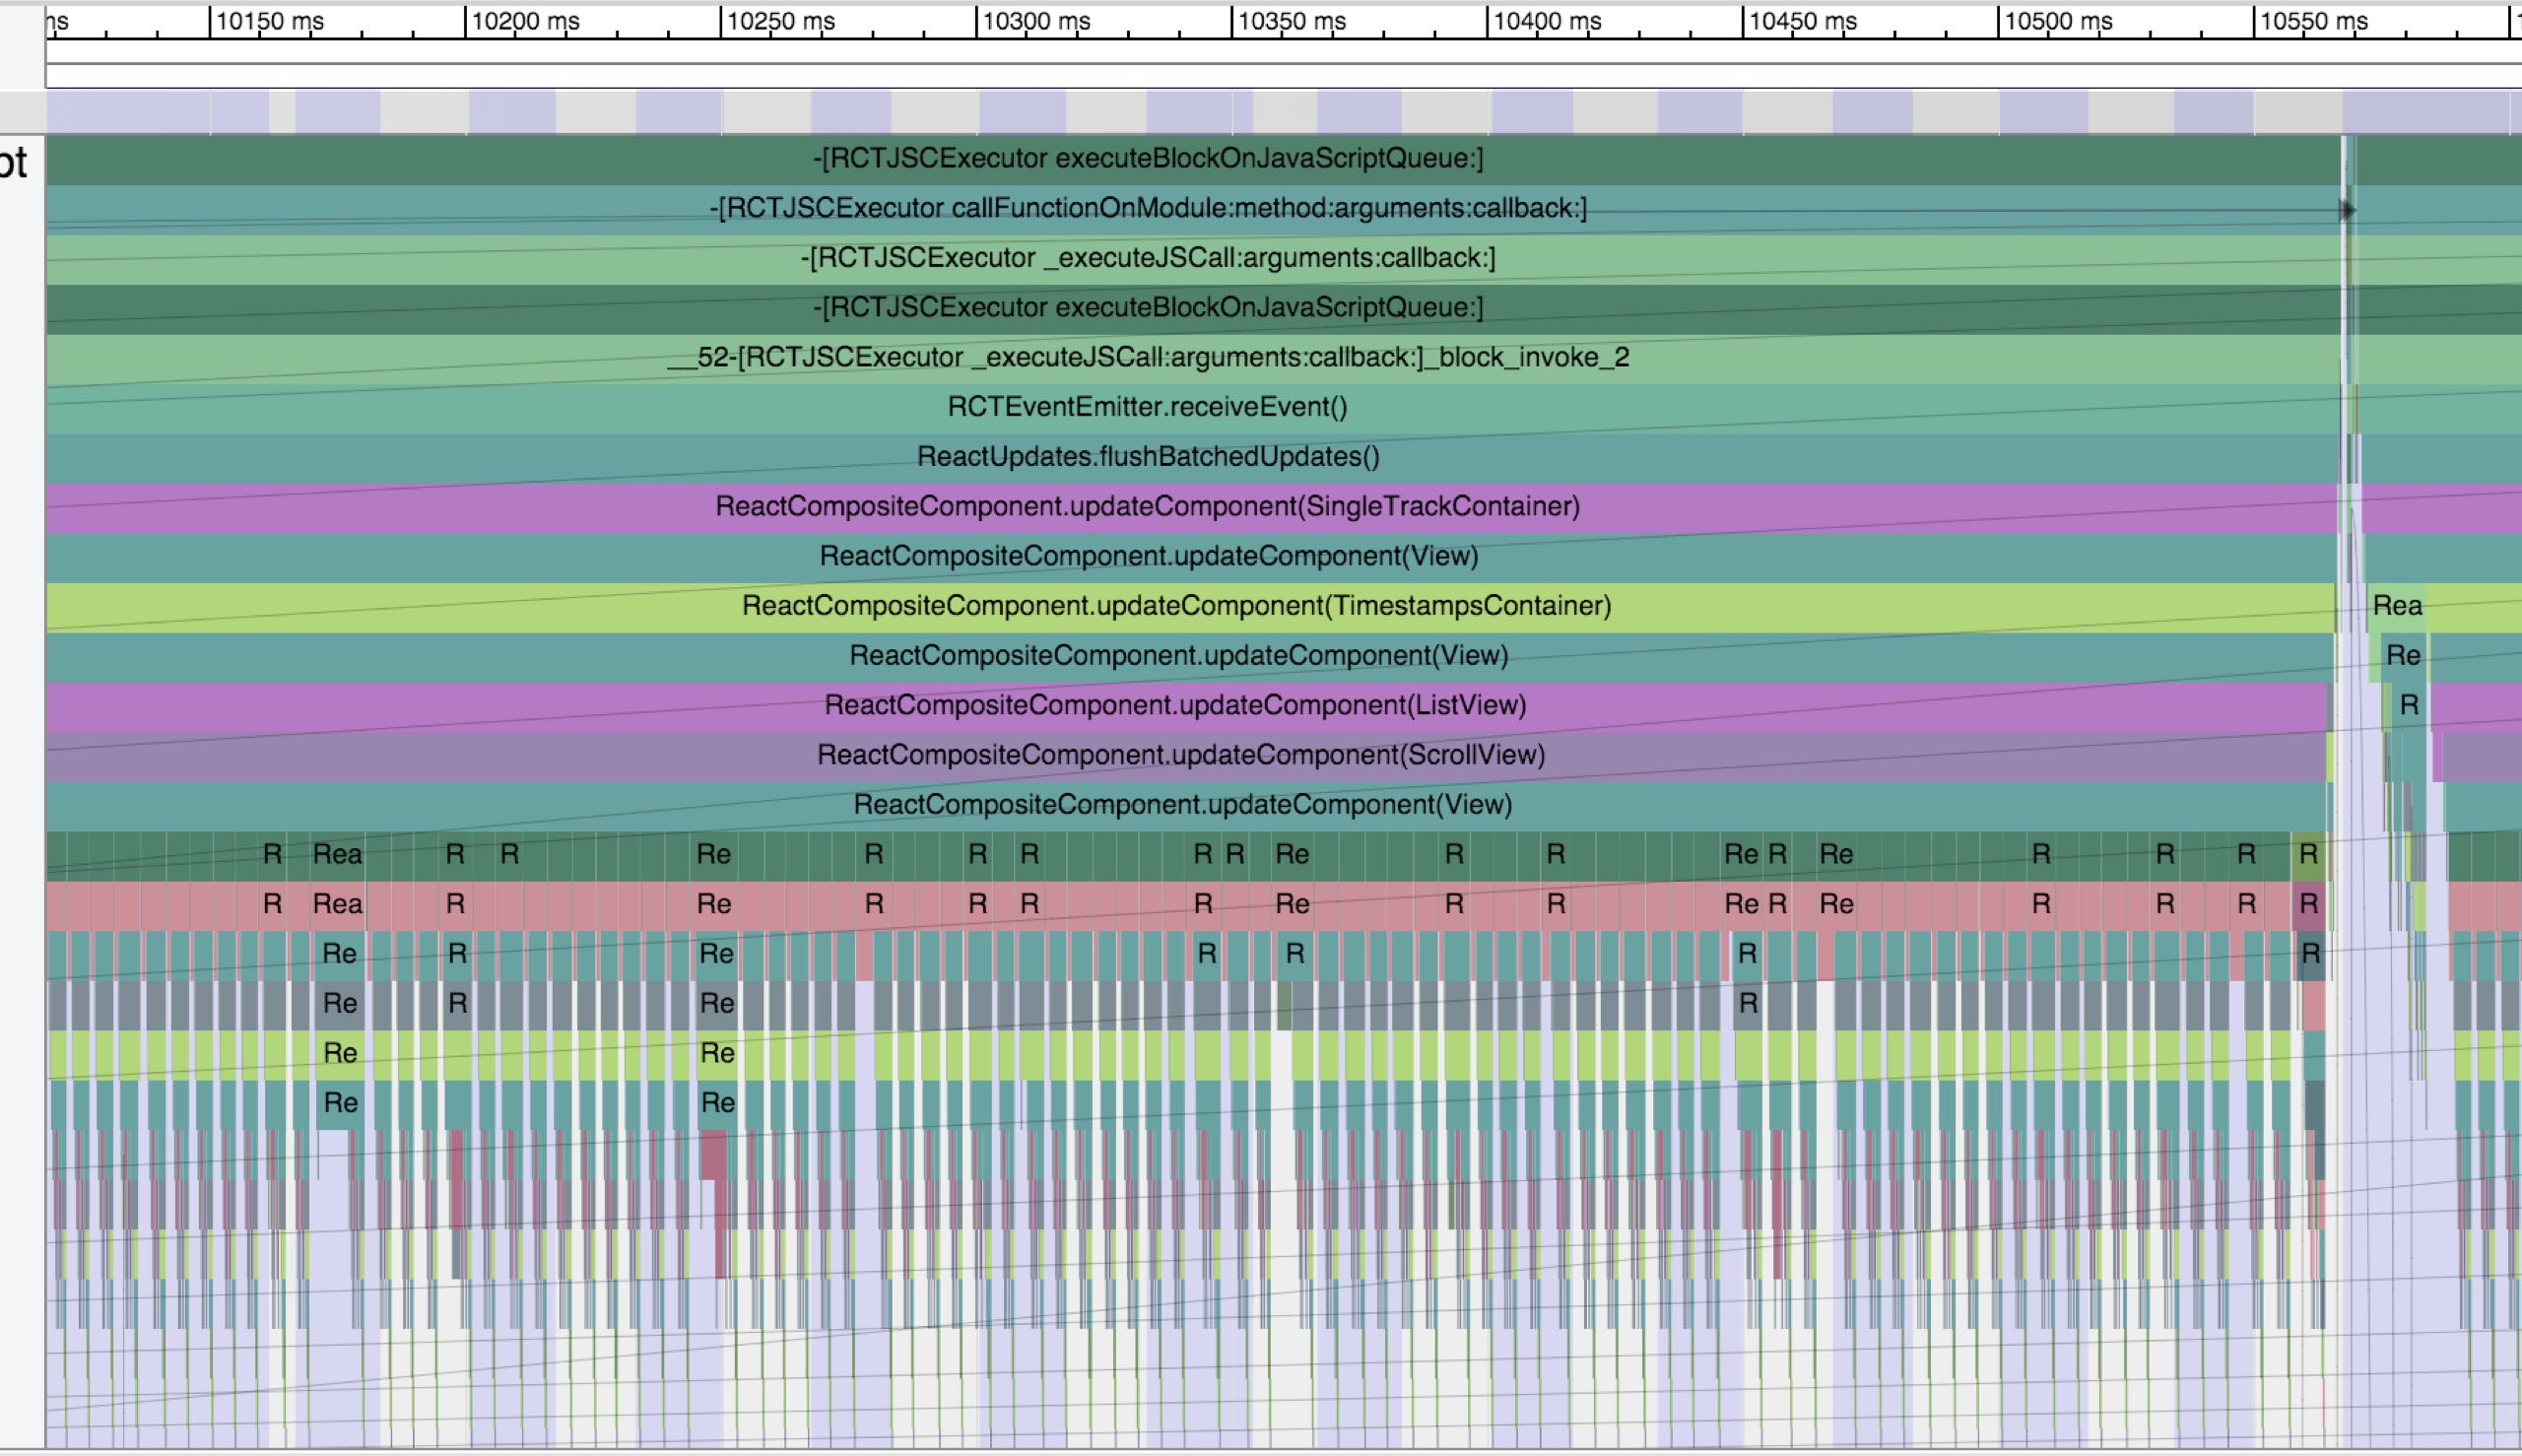 ns 10150 ms 10200 ms 10250 ms 10300 ms 10350 ms 10400 ms 10450 ms 10500 ms 10550 ms
pt -[RCTJSCExecutor executeBlockOnJavaScriptQueue:]
-[RCTJSCExecutor callFunctionOnModule:method:arguments:callback:]
-[RCTJSCExecutor _executeJSCall:arguments:callback:]
-[RCTJSCExecutor executeBlockOnJavaScriptQueue:]
__52-[RCTJSCExecutor _executeJSCall:arguments:callback:]_block_invoke_2
RCTEventEmitter.receiveEvent()
ReactUpdates.flushBatchedUpdates()
ReactCompositeComponent.updateComponent(SingleTrackContainer)
ReactCompositeComponent.updateComponent(View)
ReactCompositeComponent.updateComponent(TimestampsContainer) Rea
ReactCompositeComponent.updateComponent(View) Re
ReactCompositeComponent.updateComponent(ListView) R
ReactCompositeComponent.updateComponent(ScrollView)
ReactCompositeComponent.updateComponent(View)
R Rea R R Re R R R R R Re R R Re R Re R R R R
R Rea R Re R R R R Re R R Re R Re R R R R
Re R Re R R R R
Re R Re R
Re Re
Re Re